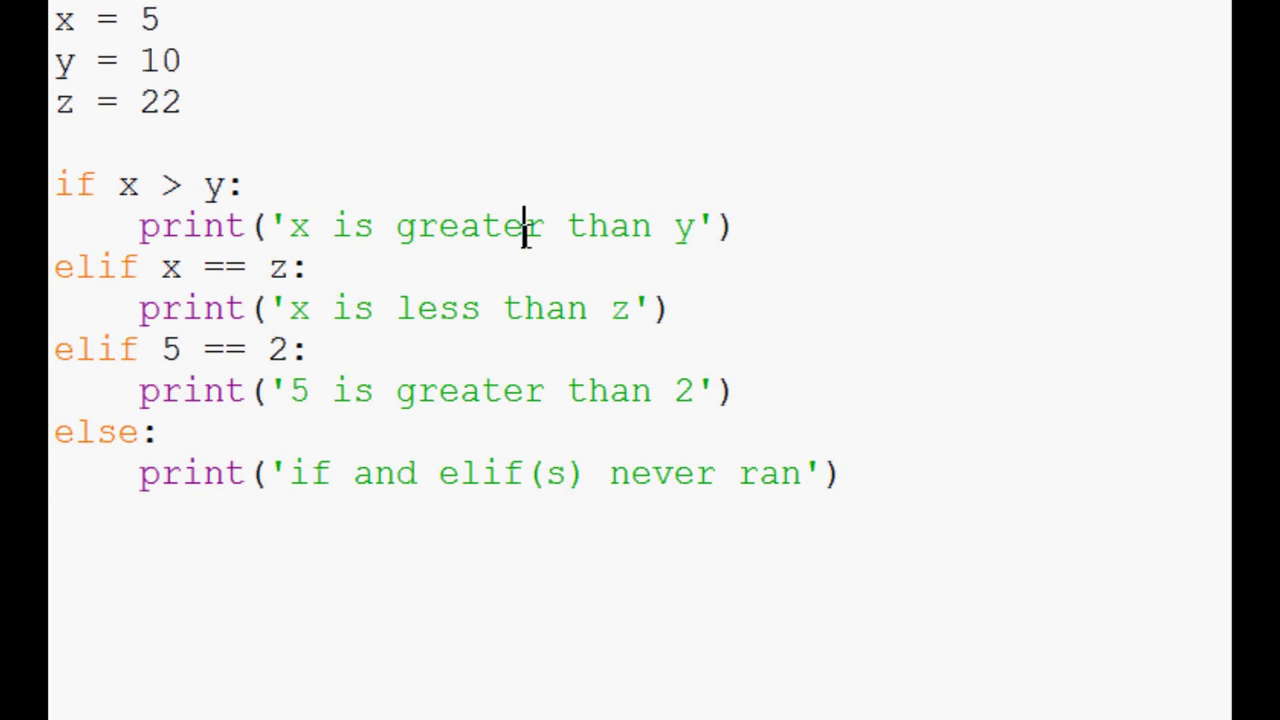 x = 5
y = 10
z = 22

if x > y:
    print('x is greater than y')
elif x == z:
    print('x is less than z')
elif 5 == 2:
    print('5 is greater than 2')
else:
    print('if and elif(s) never ran')